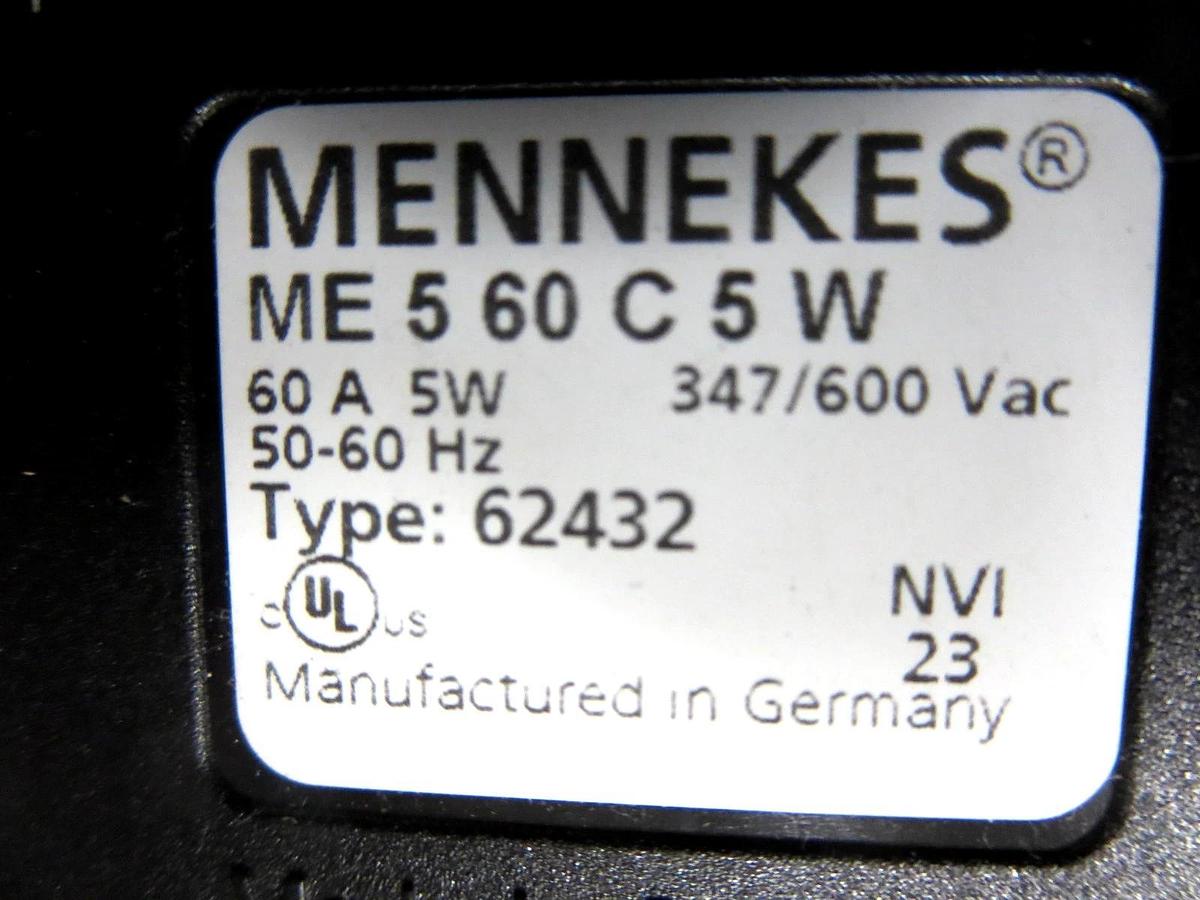 MENNEKES®
ME 5 60 C 5 W
60 A 5W 347/600 Vac
50-60 Hz
Type: 62432
c UL us
NVI
23
Manufactured in Germany